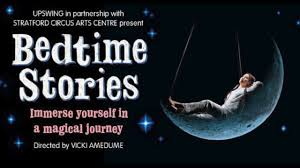 UPSWING in partnership with
STRATFORD CIRCUS ARTS CENTRE present
Bedtime
Stories
Immerse yourself in
a magical journey
Directed by VICKI AMEDUME